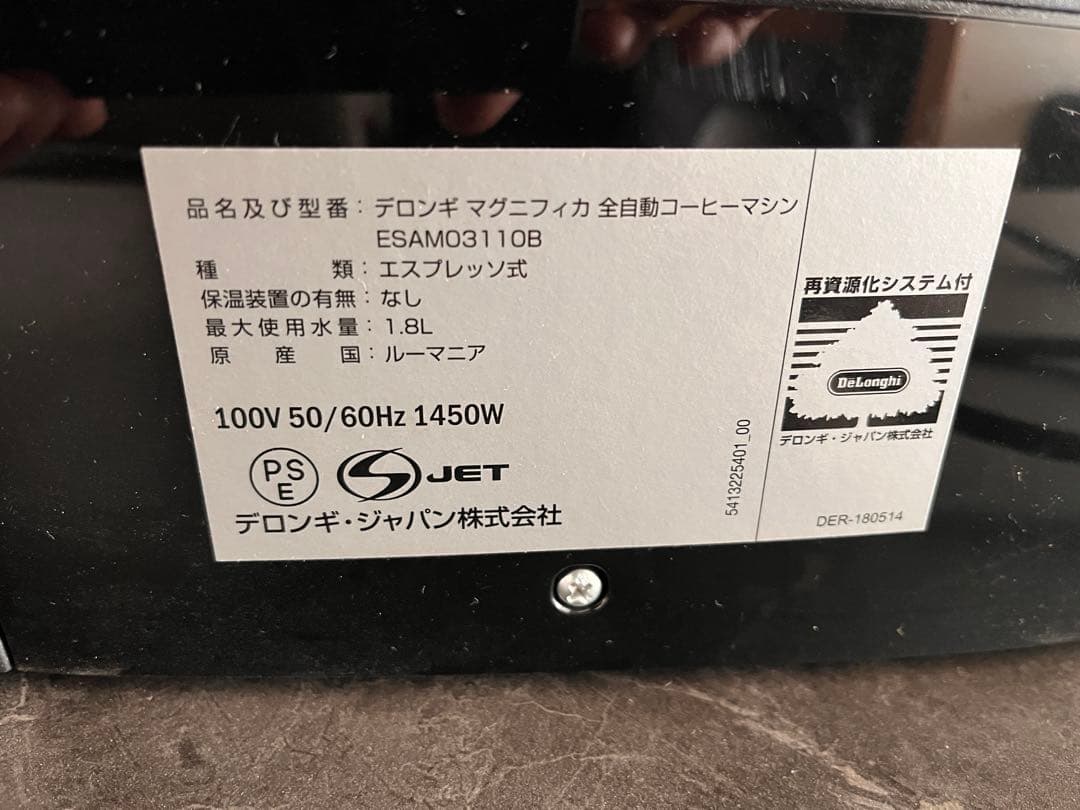 品名及び型番：デロンギ マグニフィカ 全自動コーヒーマシン
ESAM03110B
種類：エスプレッソ式
保温装置の有無：なし
最大使用水量：1.8L
原産国：ルーマニア
100V 50/60Hz 1450W
PSE
JET
デロンギ・ジャパン株式会社
5413225401_00
再資源化システム付
DeLonghi
デロンギ・ジャパン株式会社
DER-180514